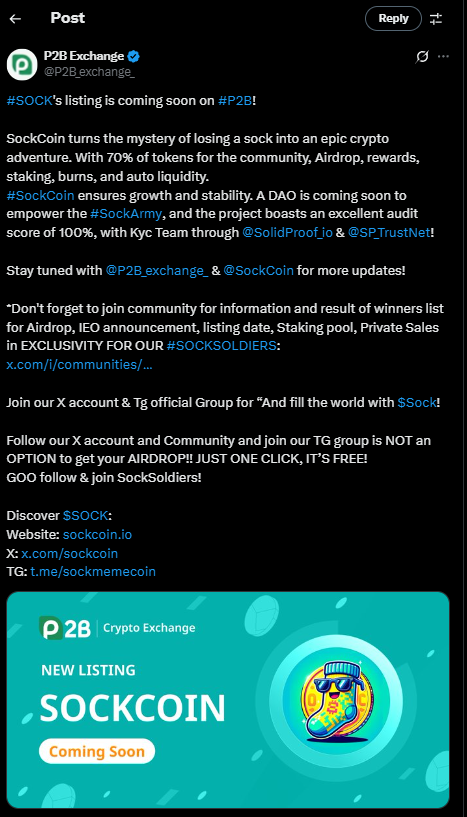 Post
Reply
P2B Exchange
@P2B_exchange_
#SOCK's listing is coming soon on #P2B!
SockCoin turns the mystery of losing a sock into an epic crypto
adventure. With 70% of tokens for the community, Airdrop, rewards,
staking, burns, and auto liquidity.
#SockCoin ensures growth and stability. A DAO is coming soon to
empower the #SockArmy, and the project boasts an excellent audit
score of 100%, with Kyc Team through @SolidProof_io & @SP_TrustNet!
Stay tuned with @P2B_exchange_ & @SockCoin for more updates!
*Don't forget to join community for information and result of winners list
for Airdrop, IEO announcement, listing date, Staking pool, Private Sales
in EXCLUSIVITY FOR OUR #SOCKSOLDIERS:
x.com/i/communities/…
Join our X account & Tg official Group for “And fill the world with $Sock!
Follow our X account and Community and join our TG group is NOT an
OPTION to get your AIRDROP!! JUST ONE CLICK, IT’S FREE!
GOO follow & join SockSoldiers!
Discover $SOCK:
Website: sockcoin.io
X: x.com/sockcoin
TG: t.me/sockmemecoin
P2B | Crypto Exchange
NEW LISTING
SOCKCOIN
Coming Soon